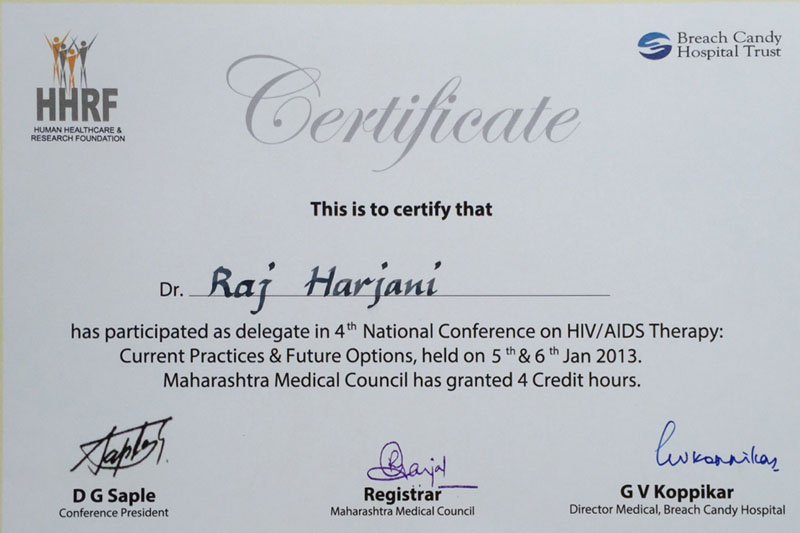 HHRF
HUMAN HEALTHCARE &
RESEARCH FOUNDATION
Breach Candy
Hospital Trust
Certificate
This is to certify that
Dr. Raj Harjani
has participated as delegate in 4th National Conference on HIV/AIDS Therapy:
Current Practices & Future Options, held on 5th & 6th Jan 2013.
Maharashtra Medical Council has granted 4 Credit hours.
D G Saple
Conference President
Registrar
Maharashtra Medical Council
G V Koppikar
Director Medical, Breach Candy Hospital